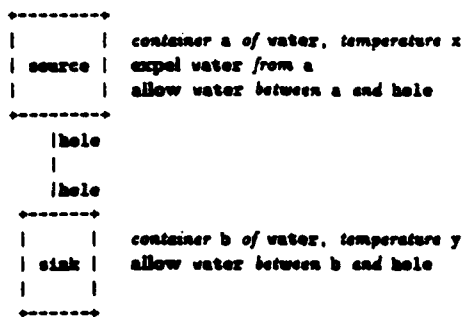 container a of water, temperature x
source expel water from a
allow water between a and hole
hole
hole
container b of water, temperature y
sink allow water between b and hole